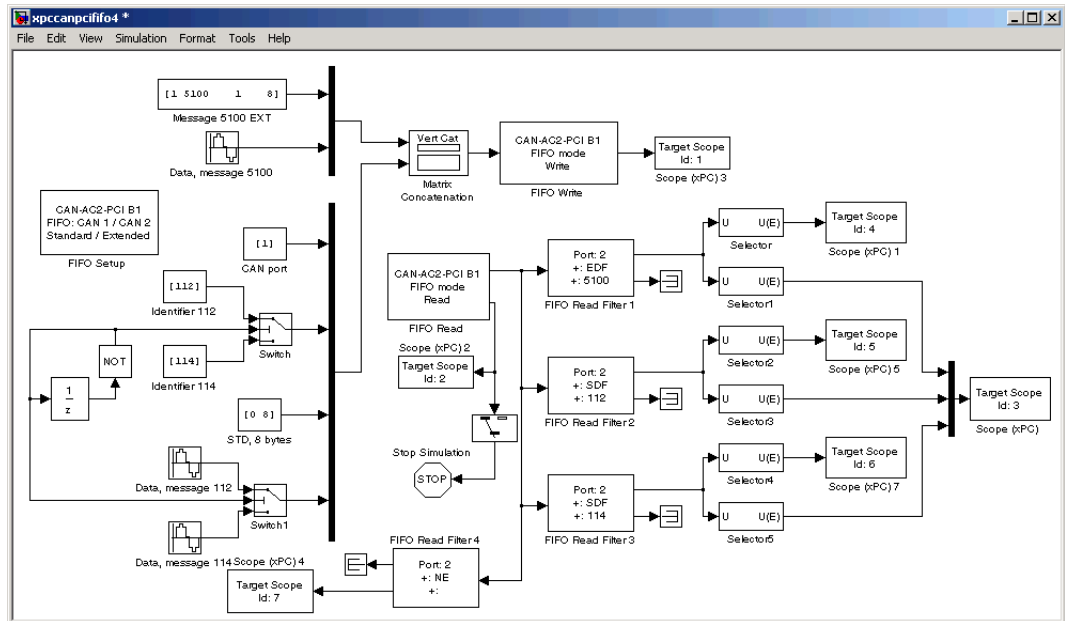 xpccanpcififo4 *
File Edit View Simulation Format Tools Help
[1 5100 1 8]
Message 5100 EXT
Data, message 5100
Vert Cat
Matrix
Concatenation
CAN-AC2-PCI B1
FIFO mode
Write
FIFO Write
Target Scope
Id: 1
Scope (xPC) 3
CAN-AC2-PCI B1
FIFO: CAN 1 / CAN 2
Standard / Extended
FIFO Setup
[1]
CAN port
[112]
Identifier 112
Switch
NOT
[114]
Identifier 114
1
z
[0 8]
STD, 8 bytes
Data, message 112
Switch1
Data, message 114
CAN-AC2-PCI B1
FIFO mode
Read
FIFO Read
Scope (xPC) 2
Target Scope
Id: 2
Stop Simulation
STOP
Port: 2
+: EDF
+: 5100
FIFO Read Filter 1
U U(E)
Selector
Target Scope
Id: 4
Scope (xPC) 1
U U(E)
Selector1
Port: 2
+: SDF
+: 112
FIFO Read Filter 2
U U(E)
Selector2
Target Scope
Id: 5
Scope (xPC) 5
U U(E)
Selector3
Target Scope
Id: 3
Scope (xPC)
Port: 2
+: SDF
+: 114
FIFO Read Filter 3
U U(E)
Selector4
Target Scope
Id: 6
Scope (xPC) 7
U U(E)
Selector5
FIFO Read Filter 4
Port: 2
+: NE
+:
Scope (xPC) 4
Target Scope
Id: 7